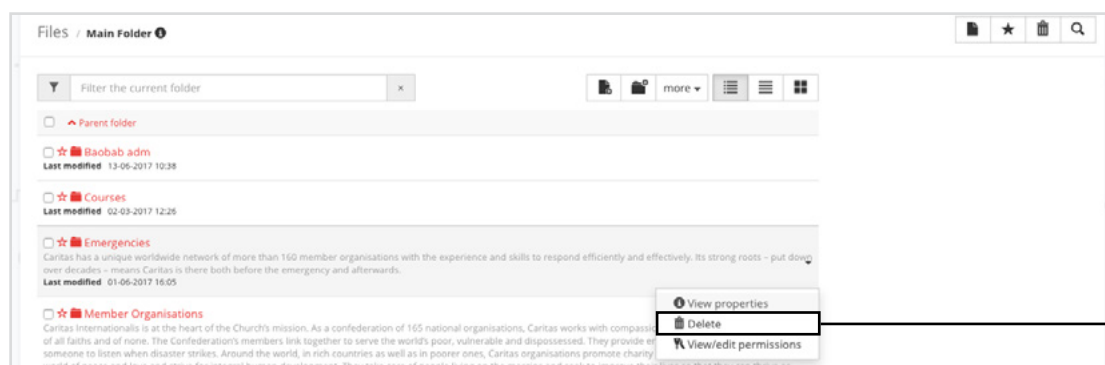 Files / Main Folder
Filter the current folder ×
more
Parent folder
Baobab adm
Last modified 13-06-2017 10:38
Courses
Last modified 02-03-2017 12:26
Emergencies
Caritas has a unique worldwide network of more than 160 member organisations with the experience and skills to respond efficiently and effectively. Its strong roots – put down
over decades – means Caritas is there both before the emergency and afterwards.
Last modified 01-06-2017 16:05
View properties
Delete
View/edit permissions
Member Organisations
Caritas Internationalis is at the heart of the Church's mission. As a confederation of 165 national organisations, Caritas works with
of all faiths and of none. The Confederation's members link together to serve the world's poor, vulnerable and dispossessed. They provide
someone to listen when disaster strikes. Around the world, in rich countries as well as in poorer ones, Caritas organisations promote charity